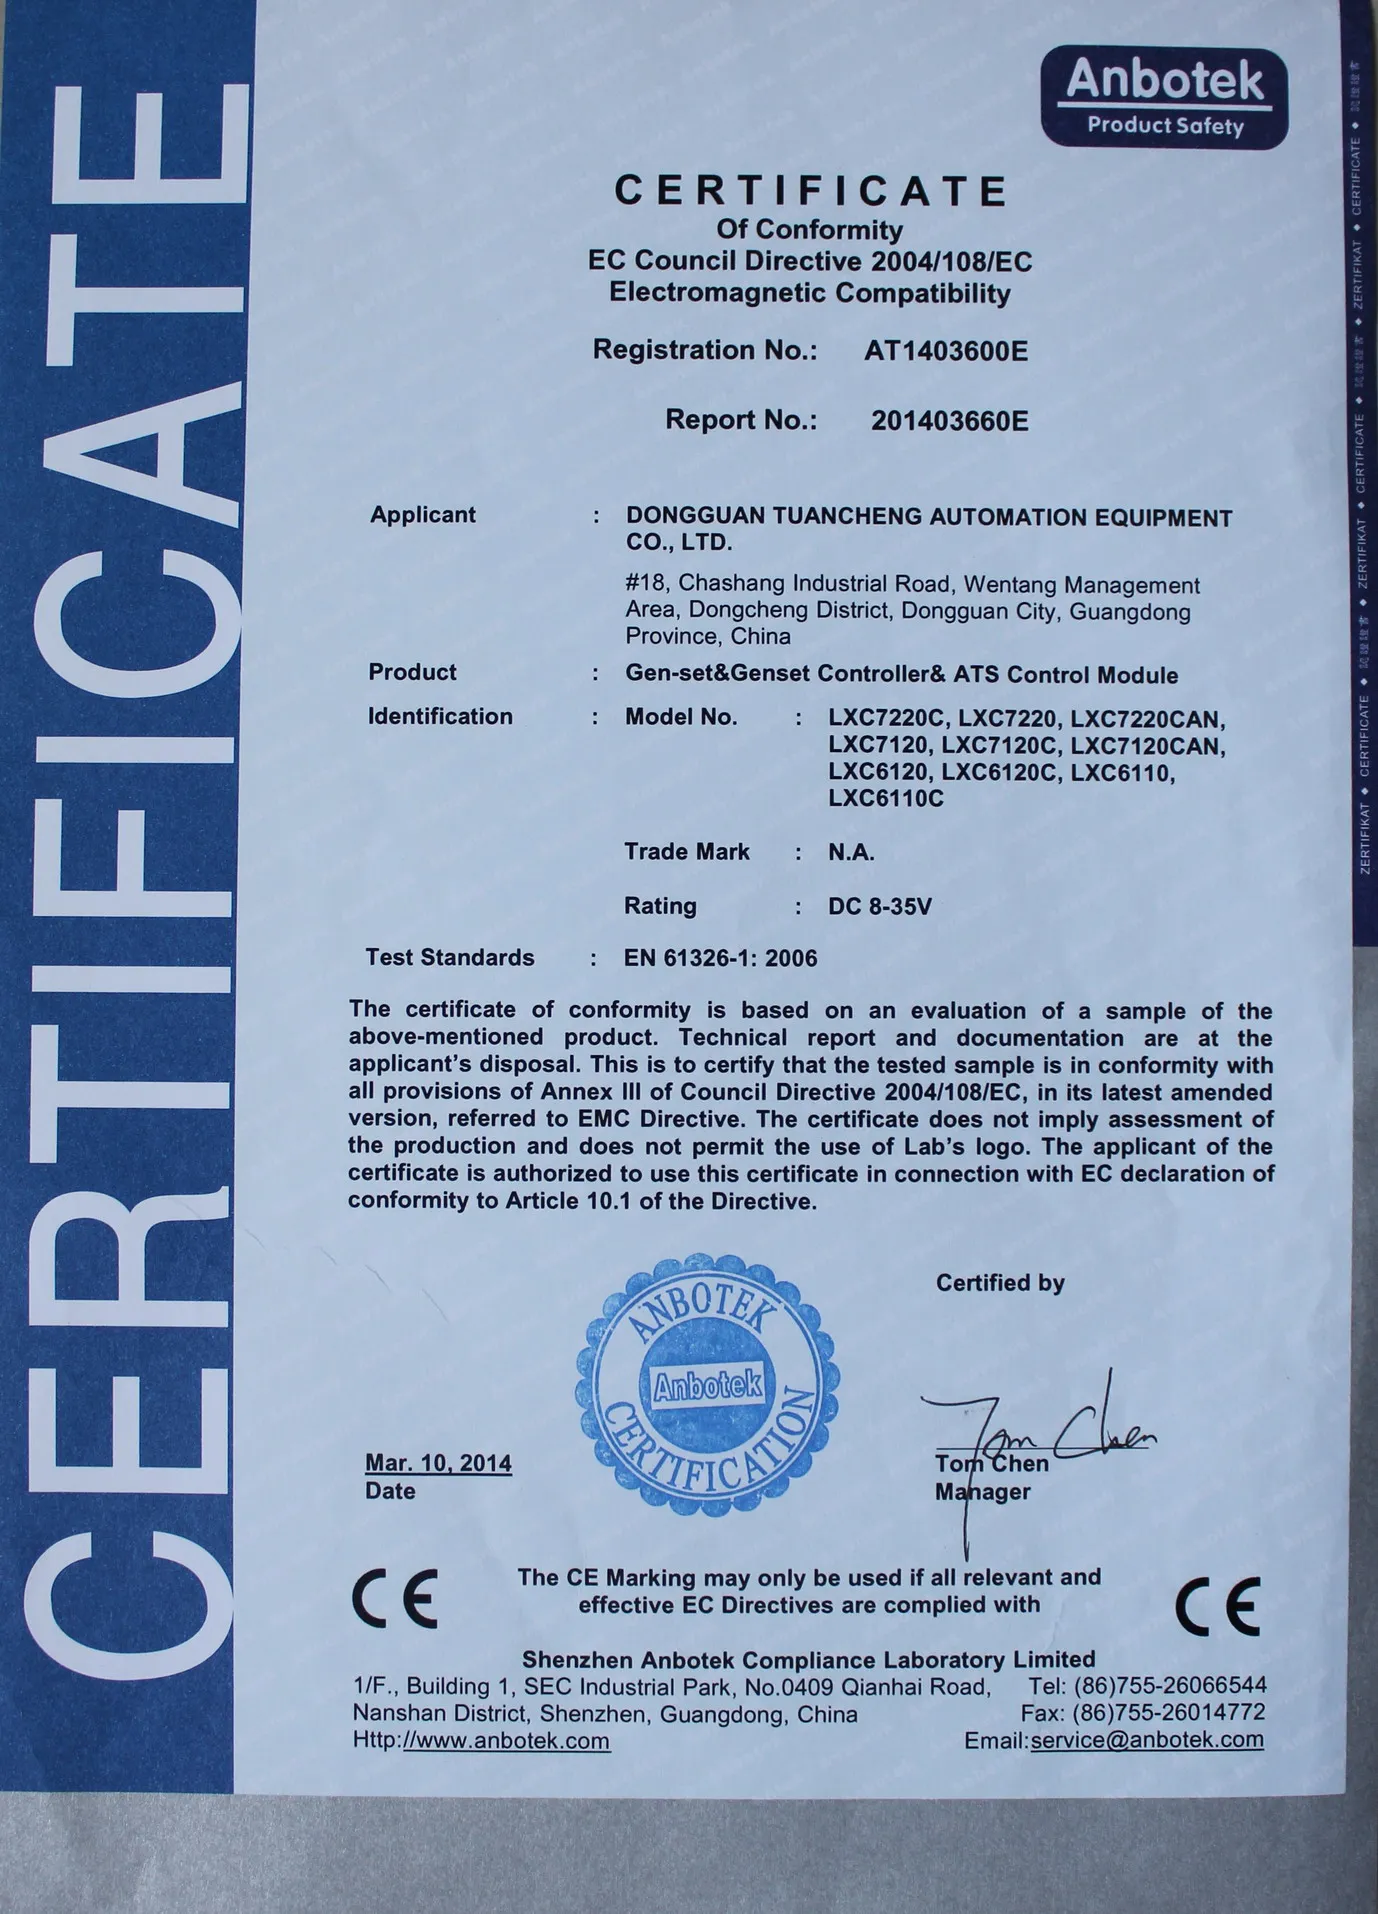 CERTIFICATE
Anbotek
Product Safety
CERTIFICATE
Of Conformity
EC Council Directive 2004/108/EC
Electromagnetic Compatibility
Registration No.: AT1403600E
Report No.: 201403660E
Applicant : DONGGUAN TUANCHENG AUTOMATION EQUIPMENT
CO., LTD.
#18, Chashang Industrial Road, Wentang Management
Area, Dongcheng District, Dongguan City, Guangdong
Province, China
Product : Gen-set&Genset Controller& ATS Control Module
Identification : Model No. : LXC7220C, LXC7220, LXC7220CAN,
LXC7120, LXC7120C, LXC7120CAN,
LXC6120, LXC6120C, LXC6110,
LXC6110C
Trade Mark : N.A.
Rating : DC 8-35V
Test Standards : EN 61326-1: 2006
The certificate of conformity is based on an evaluation of a sample of the
above-mentioned product. Technical report and documentation are at the
applicant's disposal. This is to certify that the tested sample is in conformity with
all provisions of Annex III of Council Directive 2004/108/EC, in its latest amended
version, referred to EMC Directive. The certificate does not imply assessment of
the production and does not permit the use of Lab's logo. The applicant of the
certificate is authorized to use this certificate in connection with EC declaration of
conformity to Article 10.1 of the Directive.
ANBOTEK
Anbotek
CERTIFICATION
Certified by
Tom Chen
Mar. 10, 2014
Date
Tom Chen
Manager
CE
The CE Marking may only be used if all relevant and
effective EC Directives are complied with
CE
Shenzhen Anbotek Compliance Laboratory Limited
1/F., Building 1, SEC Industrial Park, No.0409 Qianhai Road, Tel: (86)755-26066544
Nanshan District, Shenzhen, Guangdong, China Fax: (86)755-26014772
Http://www.anbotek.com Email:service@anbotek.com
ZERTIFIKAT ◆ CERTIFICATE ◆ ◆ ZERTIFIKAT ◆ CERTIFICATE ◆ ◆ ZERTIFIKAT ◆ CERTIFICATE ◆